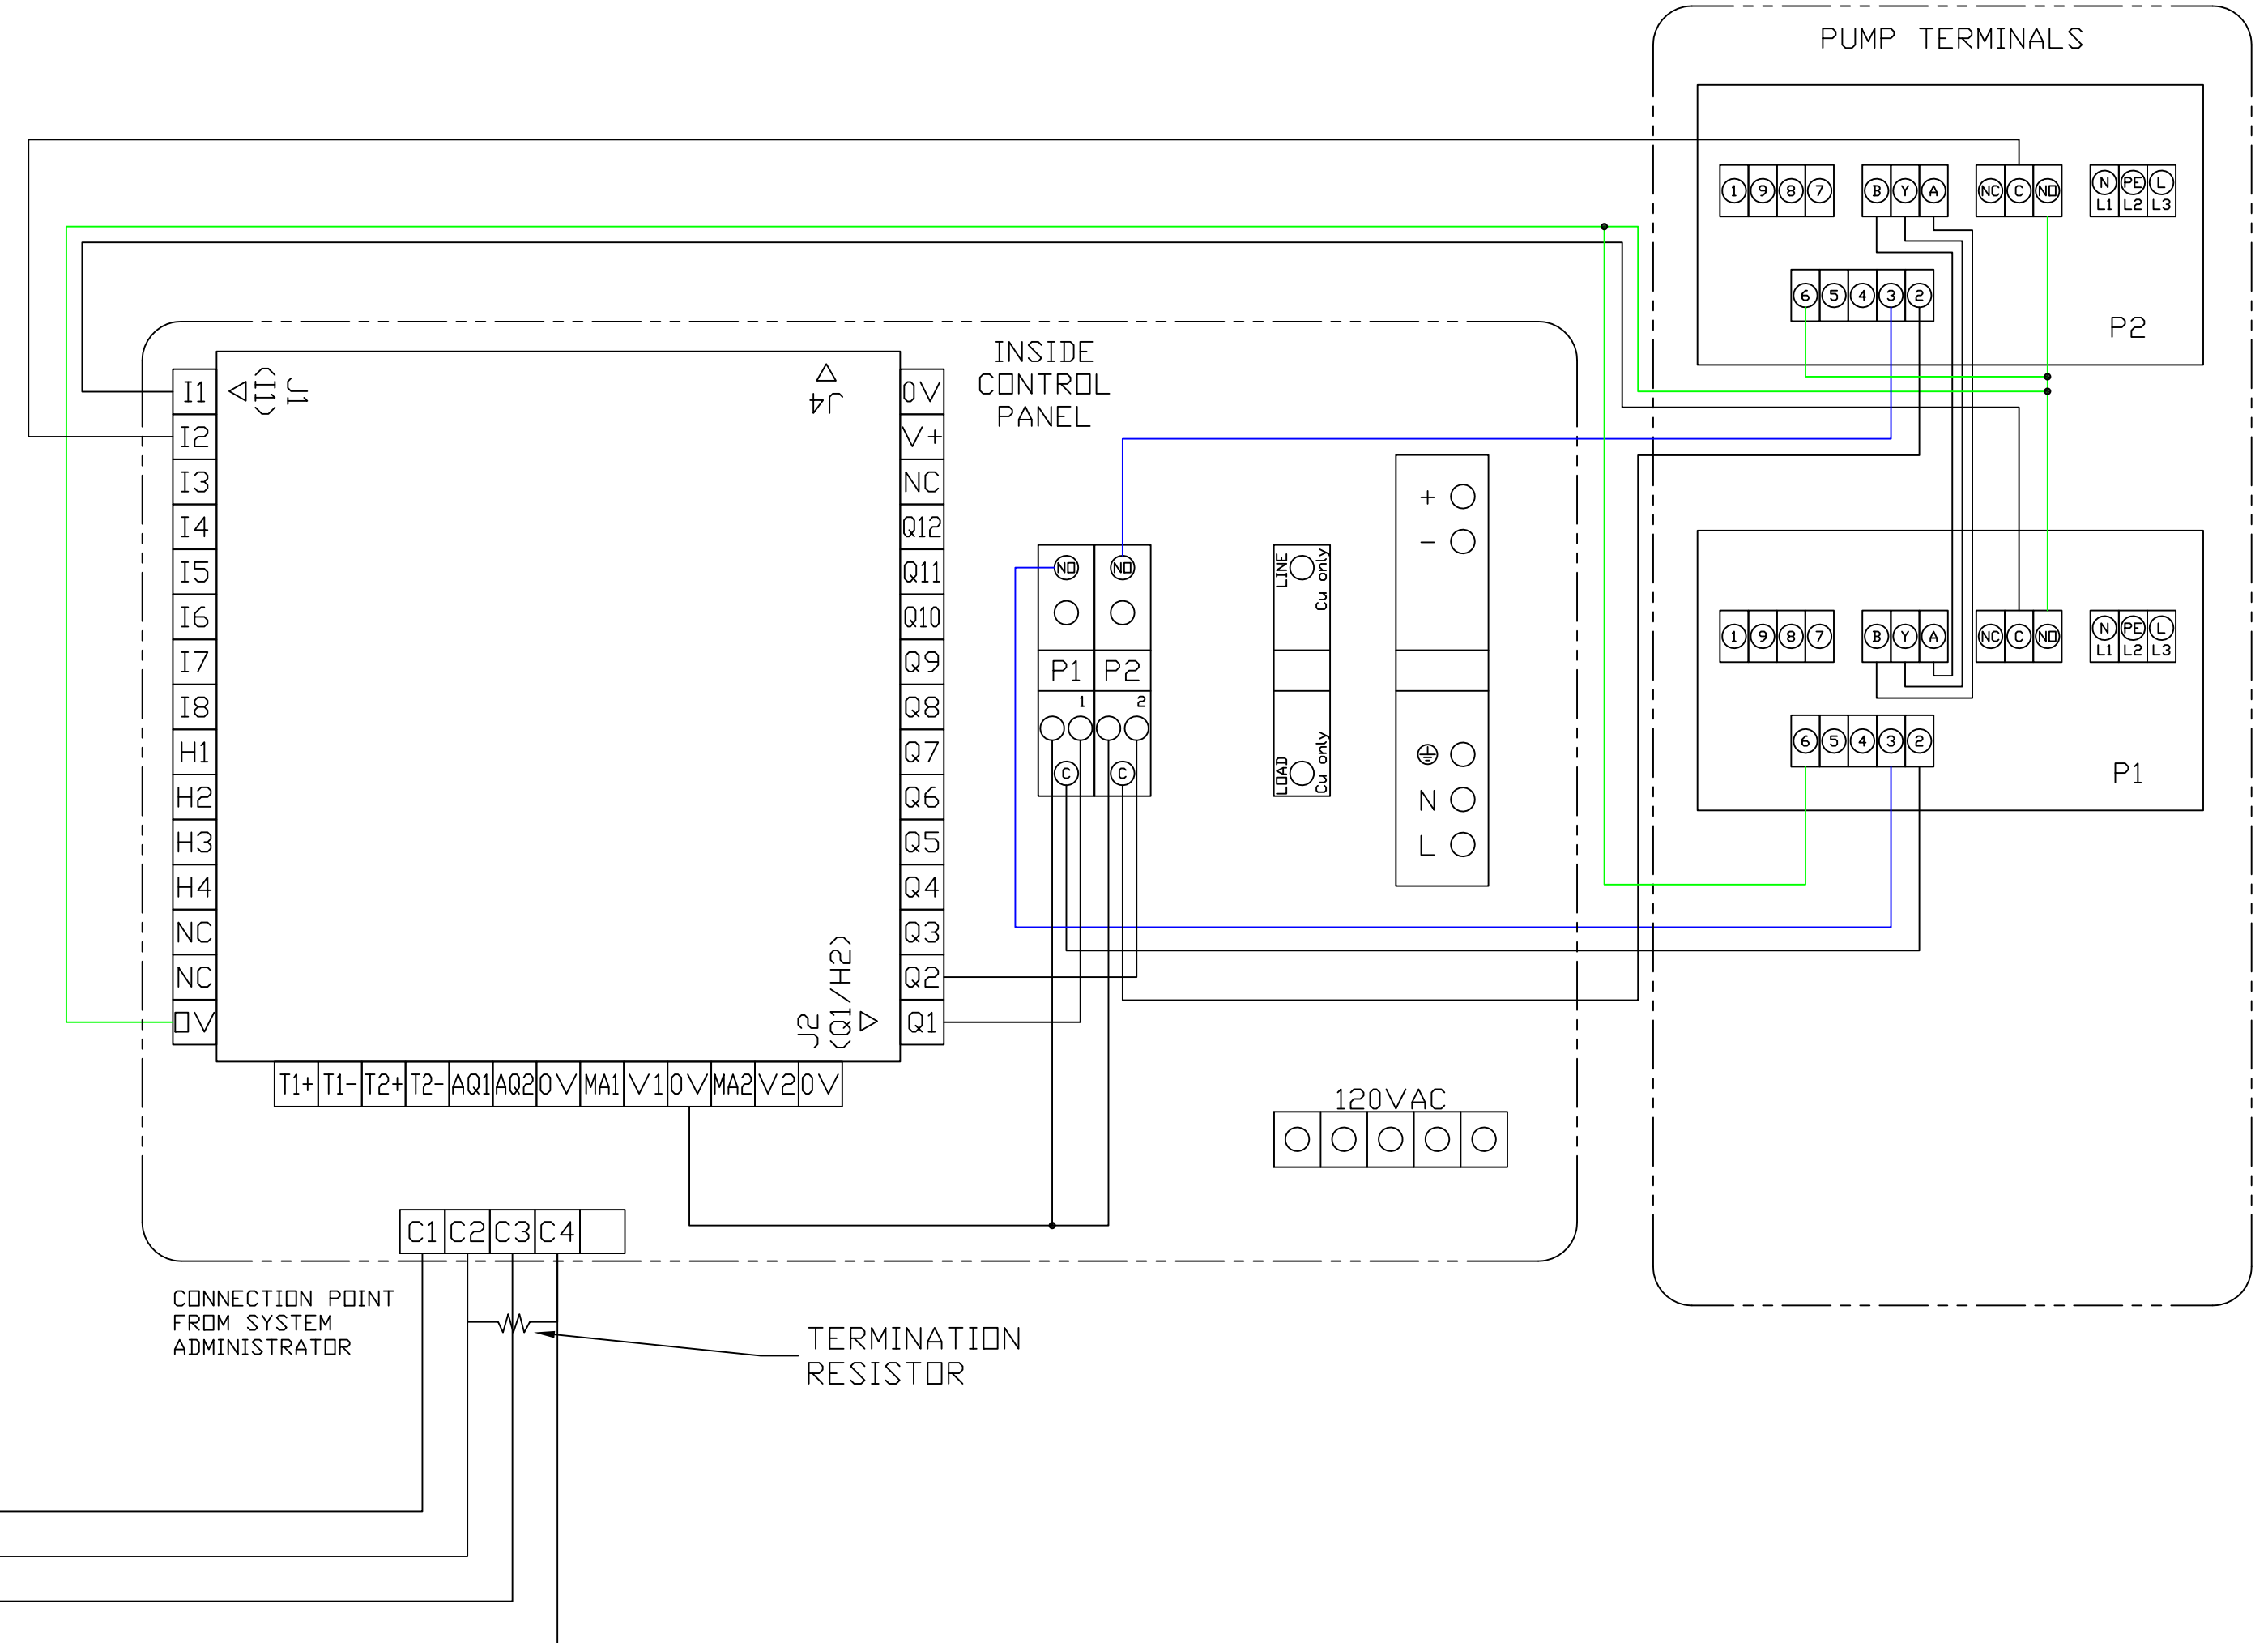 PUMP TERMINALS
1 9 8 7
B Y A
NC C NO
N PE L
L1 L2 L3
6 5 4 3 2
P2
INSIDE
CONTROL
PANEL
I1
I2
I3
I4
I5
I6
I7
I8
H1
H2
H3
H4
NC
NC
0V
J1
(I1)
J4
J2
(Q1/H2)
0V
V+
NC
Q12
Q11
Q10
Q9
Q8
Q7
Q6
Q5
Q4
Q3
Q2
Q1
T1+ T1- T2+ T2- AQ1 AQ2 0V MA1 V1 0V MA2 V2 0V
NO NO
P1 P2
1 2
C C
LINE
Cu only
LOAD
Cu only
+
-
N
L
1 9 8 7
B Y A
NC C NO
N PE L
L1 L2 L3
6 5 4 3 2
P1
120VAC
C1 C2 C3 C4
CONNECTION POINT
FROM SYSTEM
ADMINISTRATOR
TERMINATION
RESISTOR